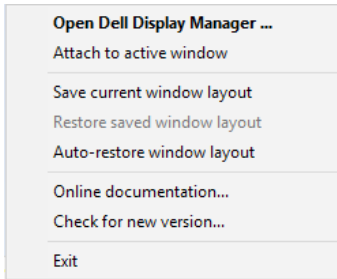 Open Dell Display Manager ...
Attach to active window
Save current window layout
Restore saved window layout
Auto-restore window layout
Online documentation...
Check for new version...
Exit